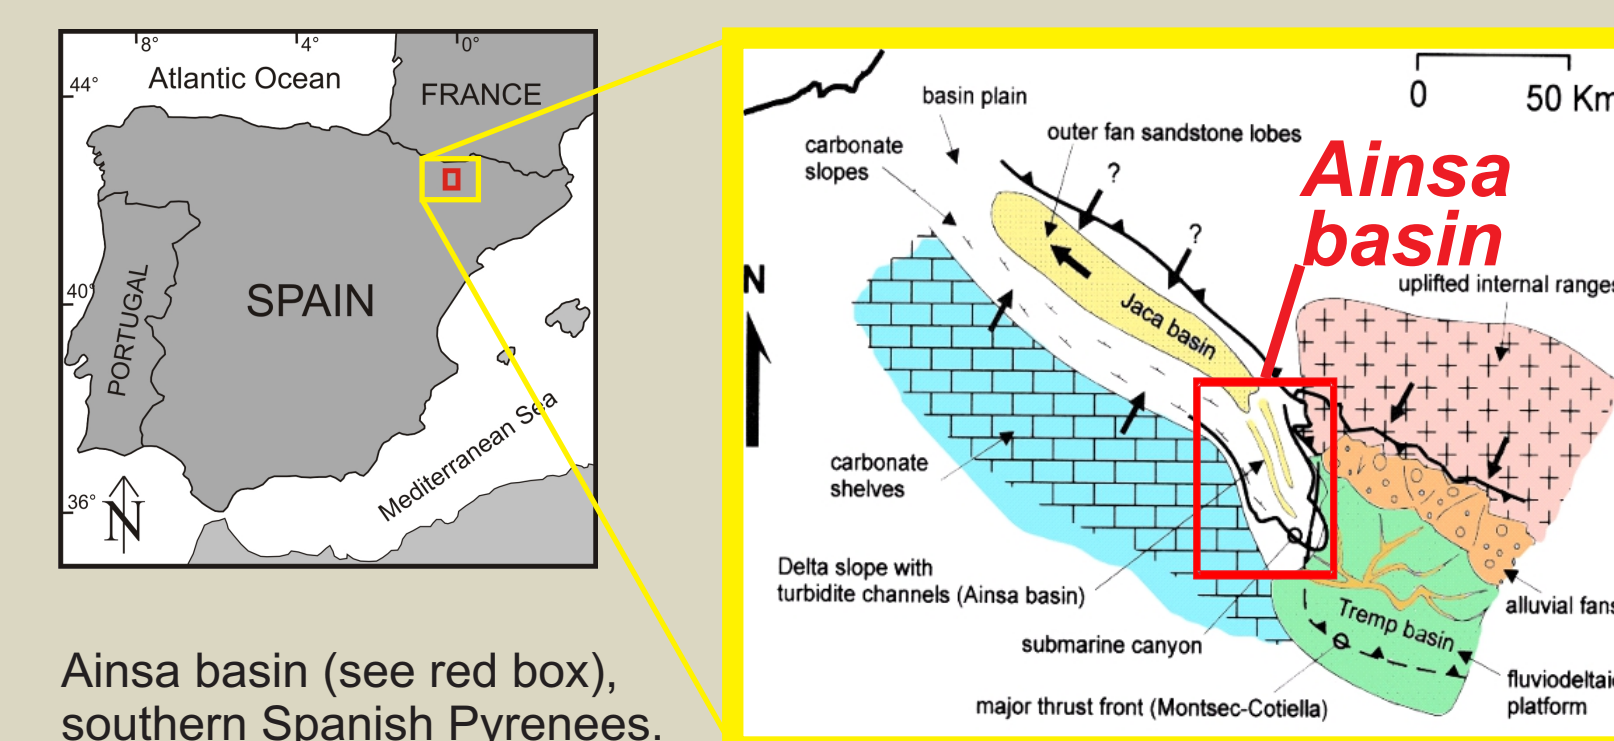 8°
4°
0°
44°
Atlantic Ocean
FRANCE
40°
PORTUGAL
SPAIN
Mediterranean Sea
36°
N
Ainsa basin (see red box),
southern Spanish Pyrenees.
0
50 Km
basin plain
outer fan sandstone lobes
carbonate
slopes
?
?
Ainsa
basin
N
uplifted internal ranges
Jaca basin
carbonate
shelves
Delta slope with
turbidite channels (Ainsa basin)
submarine canyon
Tremp basin
alluvial fans
fluviodeltaic
platform
major thrust front (Montsec-Cotiella)